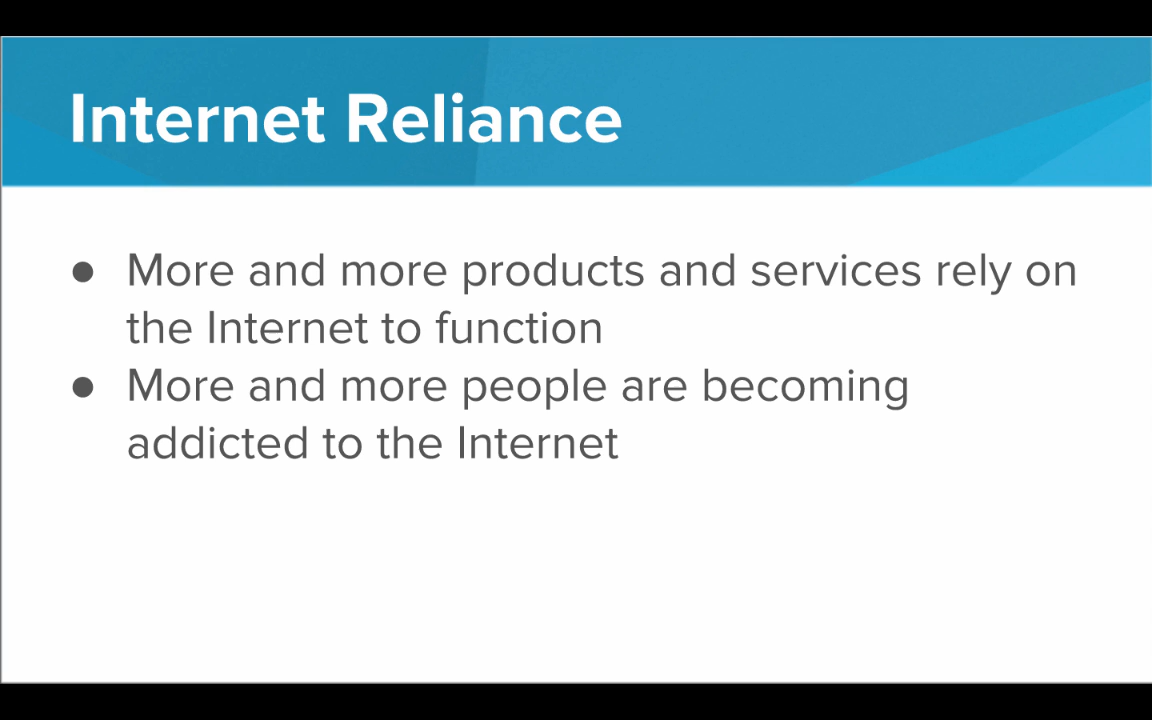 Internet Reliance
● More and more products and services rely on
the Internet to function
● More and more people are becoming
addicted to the Internet